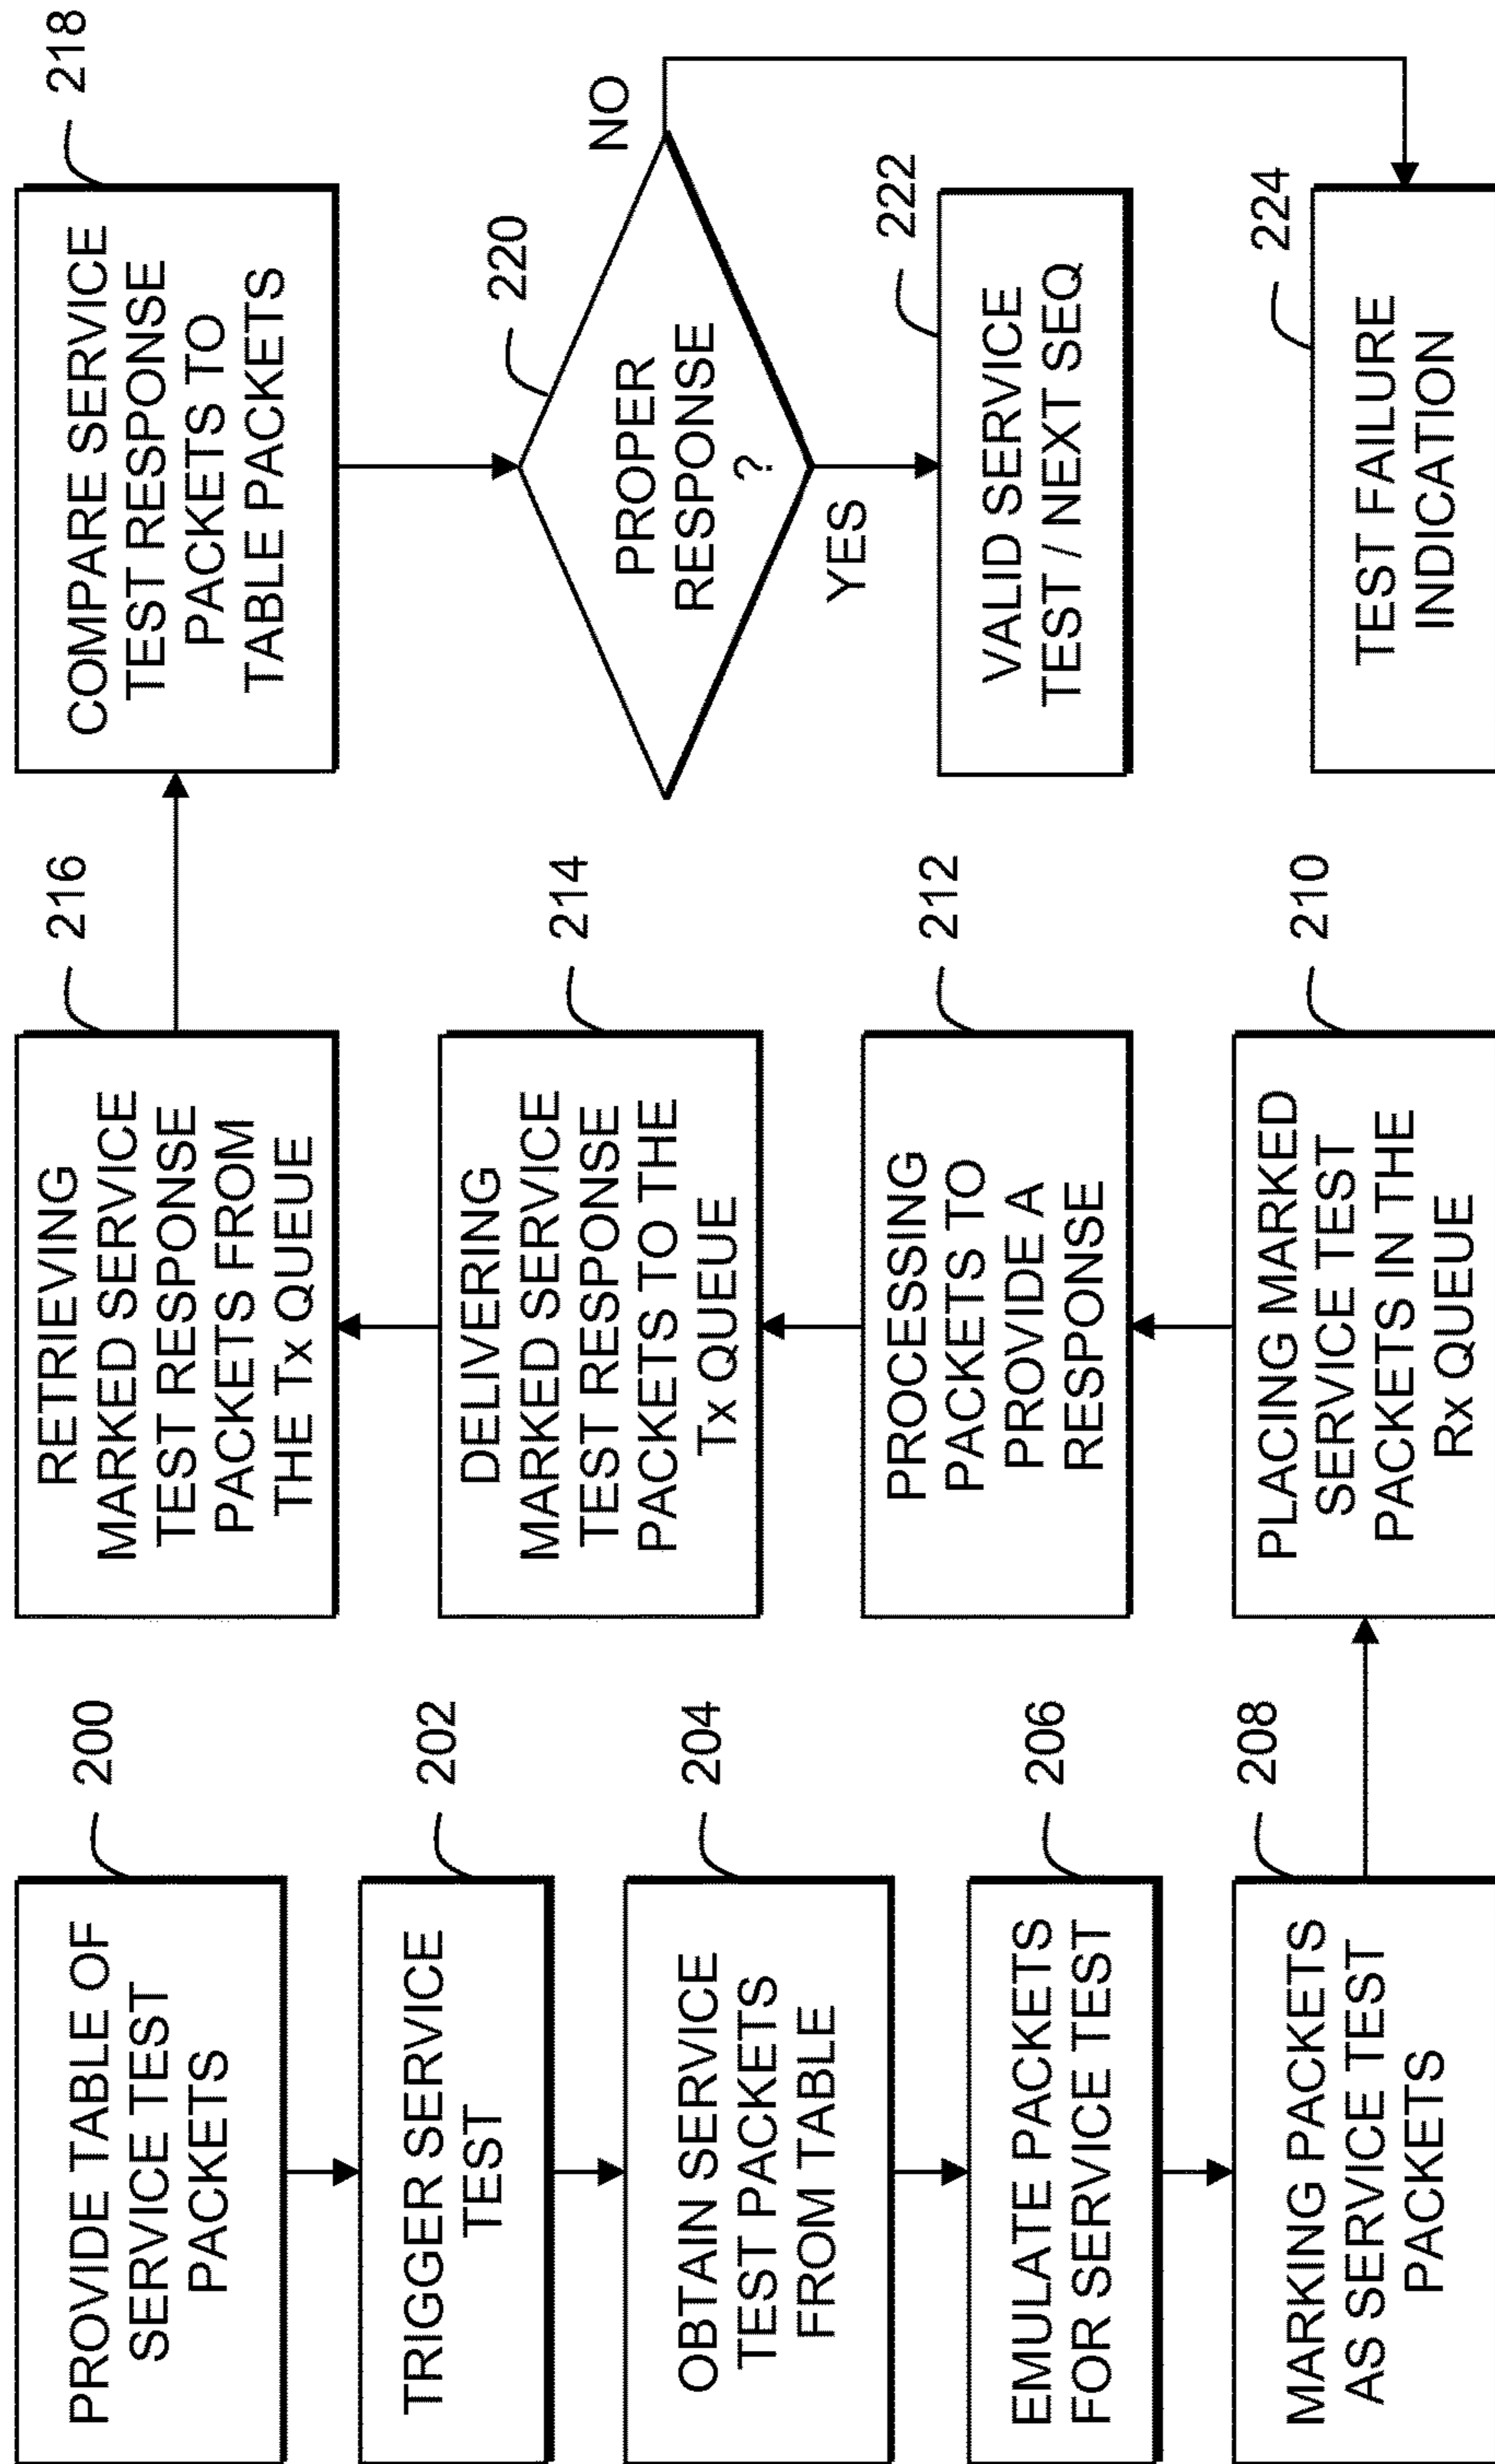 PROVIDE TABLE OF
SERVICE TEST
PACKETS
200
TRIGGER SERVICE
TEST
202
OBTAIN SERVICE
TEST PACKETS
FROM TABLE
204
EMULATE PACKETS
FOR SERVICE TEST
206
MARKING PACKETS
AS SERVICE TEST
PACKETS
208
PLACING MARKED
SERVICE TEST
PACKETS IN THE
Rx QUEUE
210
PROCESSING
PACKETS TO
PROVIDE A
RESPONSE
212
DELIVERING
MARKED SERVICE
TEST RESPONSE
PACKETS TO THE
Tx QUEUE
214
RETRIEVING
MARKED SERVICE
TEST RESPONSE
PACKETS FROM
THE Tx QUEUE
216
COMPARE SERVICE
TEST RESPONSE
PACKETS TO
TABLE PACKETS
218
PROPER
RESPONSE
?
220
NO
YES
VALID SERVICE
TEST / NEXT SEQ
222
TEST FAILURE
INDICATION
224